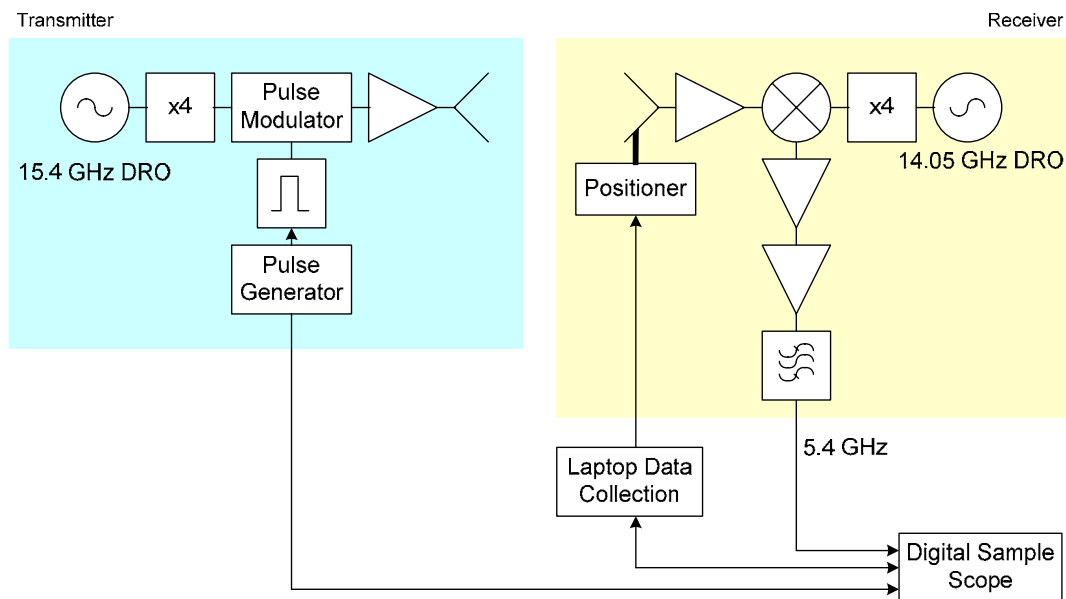 Transmitter
Receiver
x4
Pulse
Modulator
15.4 GHz DRO
Pulse
Generator
x4
14.05 GHz DRO
Positioner
5.4 GHz
Laptop Data
Collection
Digital Sample
Scope